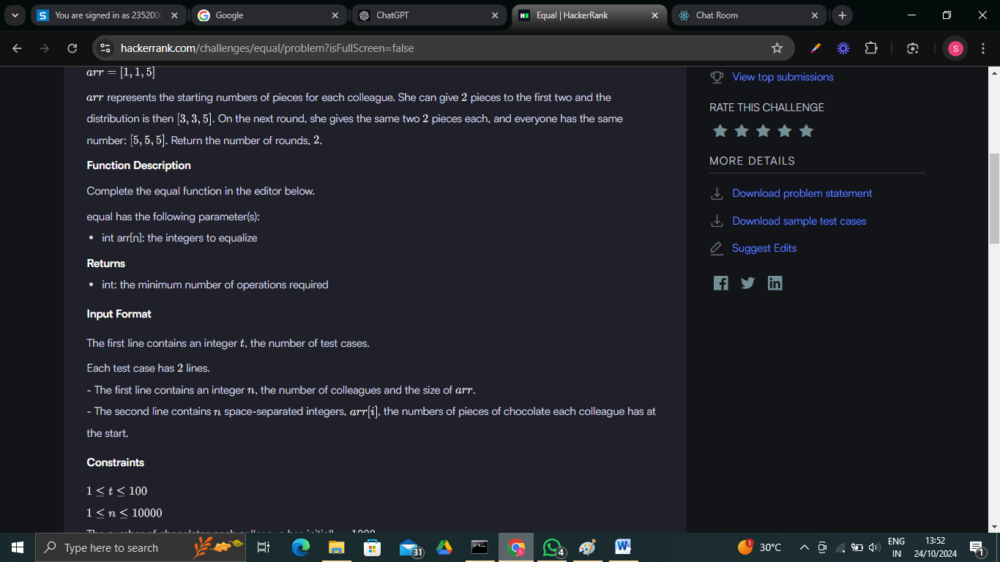 You are signed in as 235200
Google
ChatGPT
Equal | HackerRank
Chat Room
hackerrank.com/challenges/equal/problem?isFullScreen=false
S
arr = [1, 1, 5]
arr represents the starting numbers of pieces for each colleague. She can give 2 pieces to the first two and the
distribution is then [3, 3, 5]. On the next round, she gives the same two 2 pieces each, and everyone has the same
number: [5, 5, 5]. Return the number of rounds, 2.
Function Description
Complete the equal function in the editor below.
equal has the following parameter(s):
• int arr[n]: the integers to equalize
Returns
• int: the minimum number of operations required
Input Format
The first line contains an integer t, the number of test cases.
Each test case has 2 lines.
- The first line contains an integer n, the number of colleagues and the size of arr.
- The second line contains n space-separated integers, arr[i], the numbers of pieces of chocolate each colleague has at
the start.
Constraints
1 ≤ t ≤ 100
1 ≤ n ≤ 10000
View top submissions
RATE THIS CHALLENGE
MORE DETAILS
Download problem statement
Download sample test cases
Suggest Edits
Type here to search
31
4
1
30°C
ENG
IN
13:52
24/10/2024
1